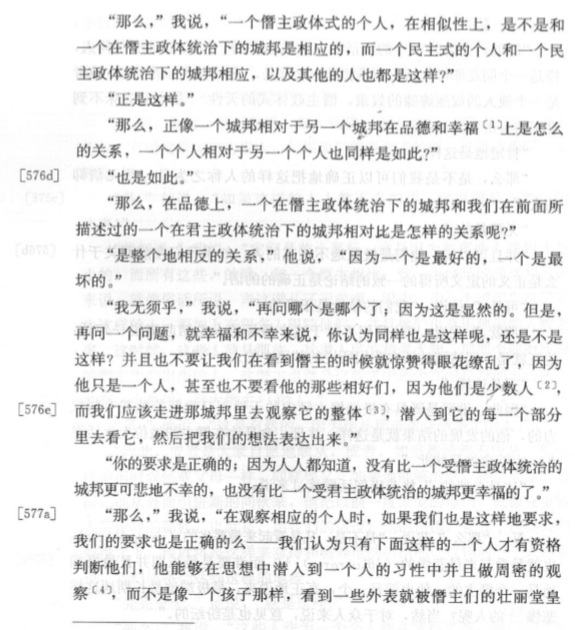 “那么，”我说，“一个僭主政体式的个人，在相似性上，是不是和
一个在僭主政体统治下的城邦是相应的，而一个民主式的个人和一个民
主政体统治下的城邦相应，以及其他的人也都是这样？”
“正是这样。”
“那么，正像一个城邦相对于另一个城邦在品德和幸福〔1〕上是怎么
的关系，一个个人相对于另一个个人也同样是如此？”
[576d] “也是如此。”
“那么，在品德上，一个在僭主政体统治下的城邦和我们在前面所
描述过的一个在君主政体统治下的城邦相对比是怎样的关系呢？”
“是整个地相反的关系，”他说，“因为一个是最好的，一个是最
坏的。”
“我无须乎，”我说，“再问哪个是哪个了；因为这是显然的。但是，
再问一个问题，就幸福和不幸来说，你认为同样也是这样呢，还是不是
这样？并且也不要让我们在看到僭主的时候就惊赞得眼花缭乱了，因为
他只是一个人，甚至也不要看他的那些相好们，因为他们是少数人〔2〕，
[576e] 而我们应该走进那城邦里去观察它的整体〔3〕，潜入到它的每一个部分
里去看它，然后把我们的想法表达出来。”
“你的要求是正确的；因为人人都知道，没有比一个受僭主政体统治的
城邦更可悲地不幸的，也没有比一个受君主政体统治的城邦更幸福的了。”
[577a] “那么，”我说，“在观察相应的个人时，如果我们也是这样地要求，
我们的要求也是正确的么——我们认为只有下面这样的一个人才有资格
判断他们，他能够在思想中潜入到一个人的习性中并且做周密的观
察〔4〕，而不是像一个孩子那样，看到一些外表就被僭主们的壮丽堂皇